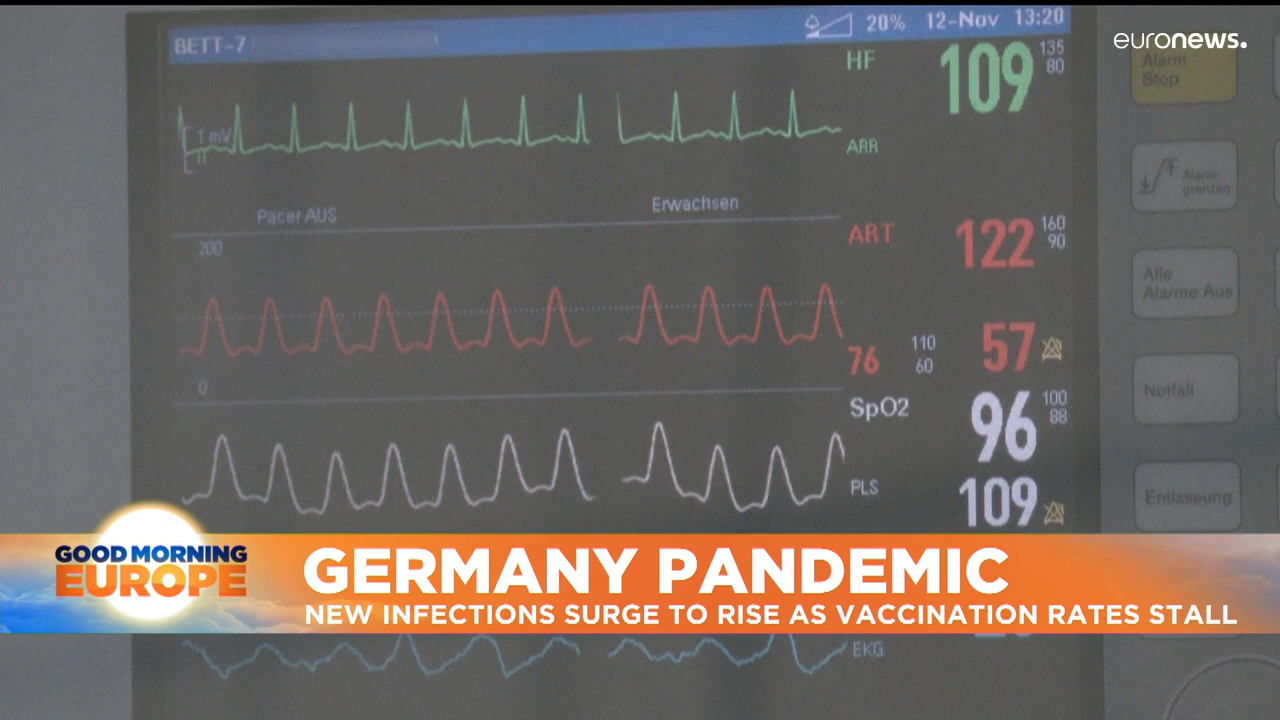 euronews.
BETT-7
20% 12-Nov 13:20
HF 109 135
80
Alarm
Stop
1 mV
II
ARR
Alarm
grenzen
Pacer AUS
Erwachsen
200
ART 122 160
90
Alle
Alarme Aus
0
76 110
60 57
Notfall
SpO2 96 100
88
PLS 109
Entlassung
GOOD MORNING
EUROPE
GERMANY PANDEMIC
NEW INFECTIONS SURGE TO RISE AS VACCINATION RATES STALL
EKG